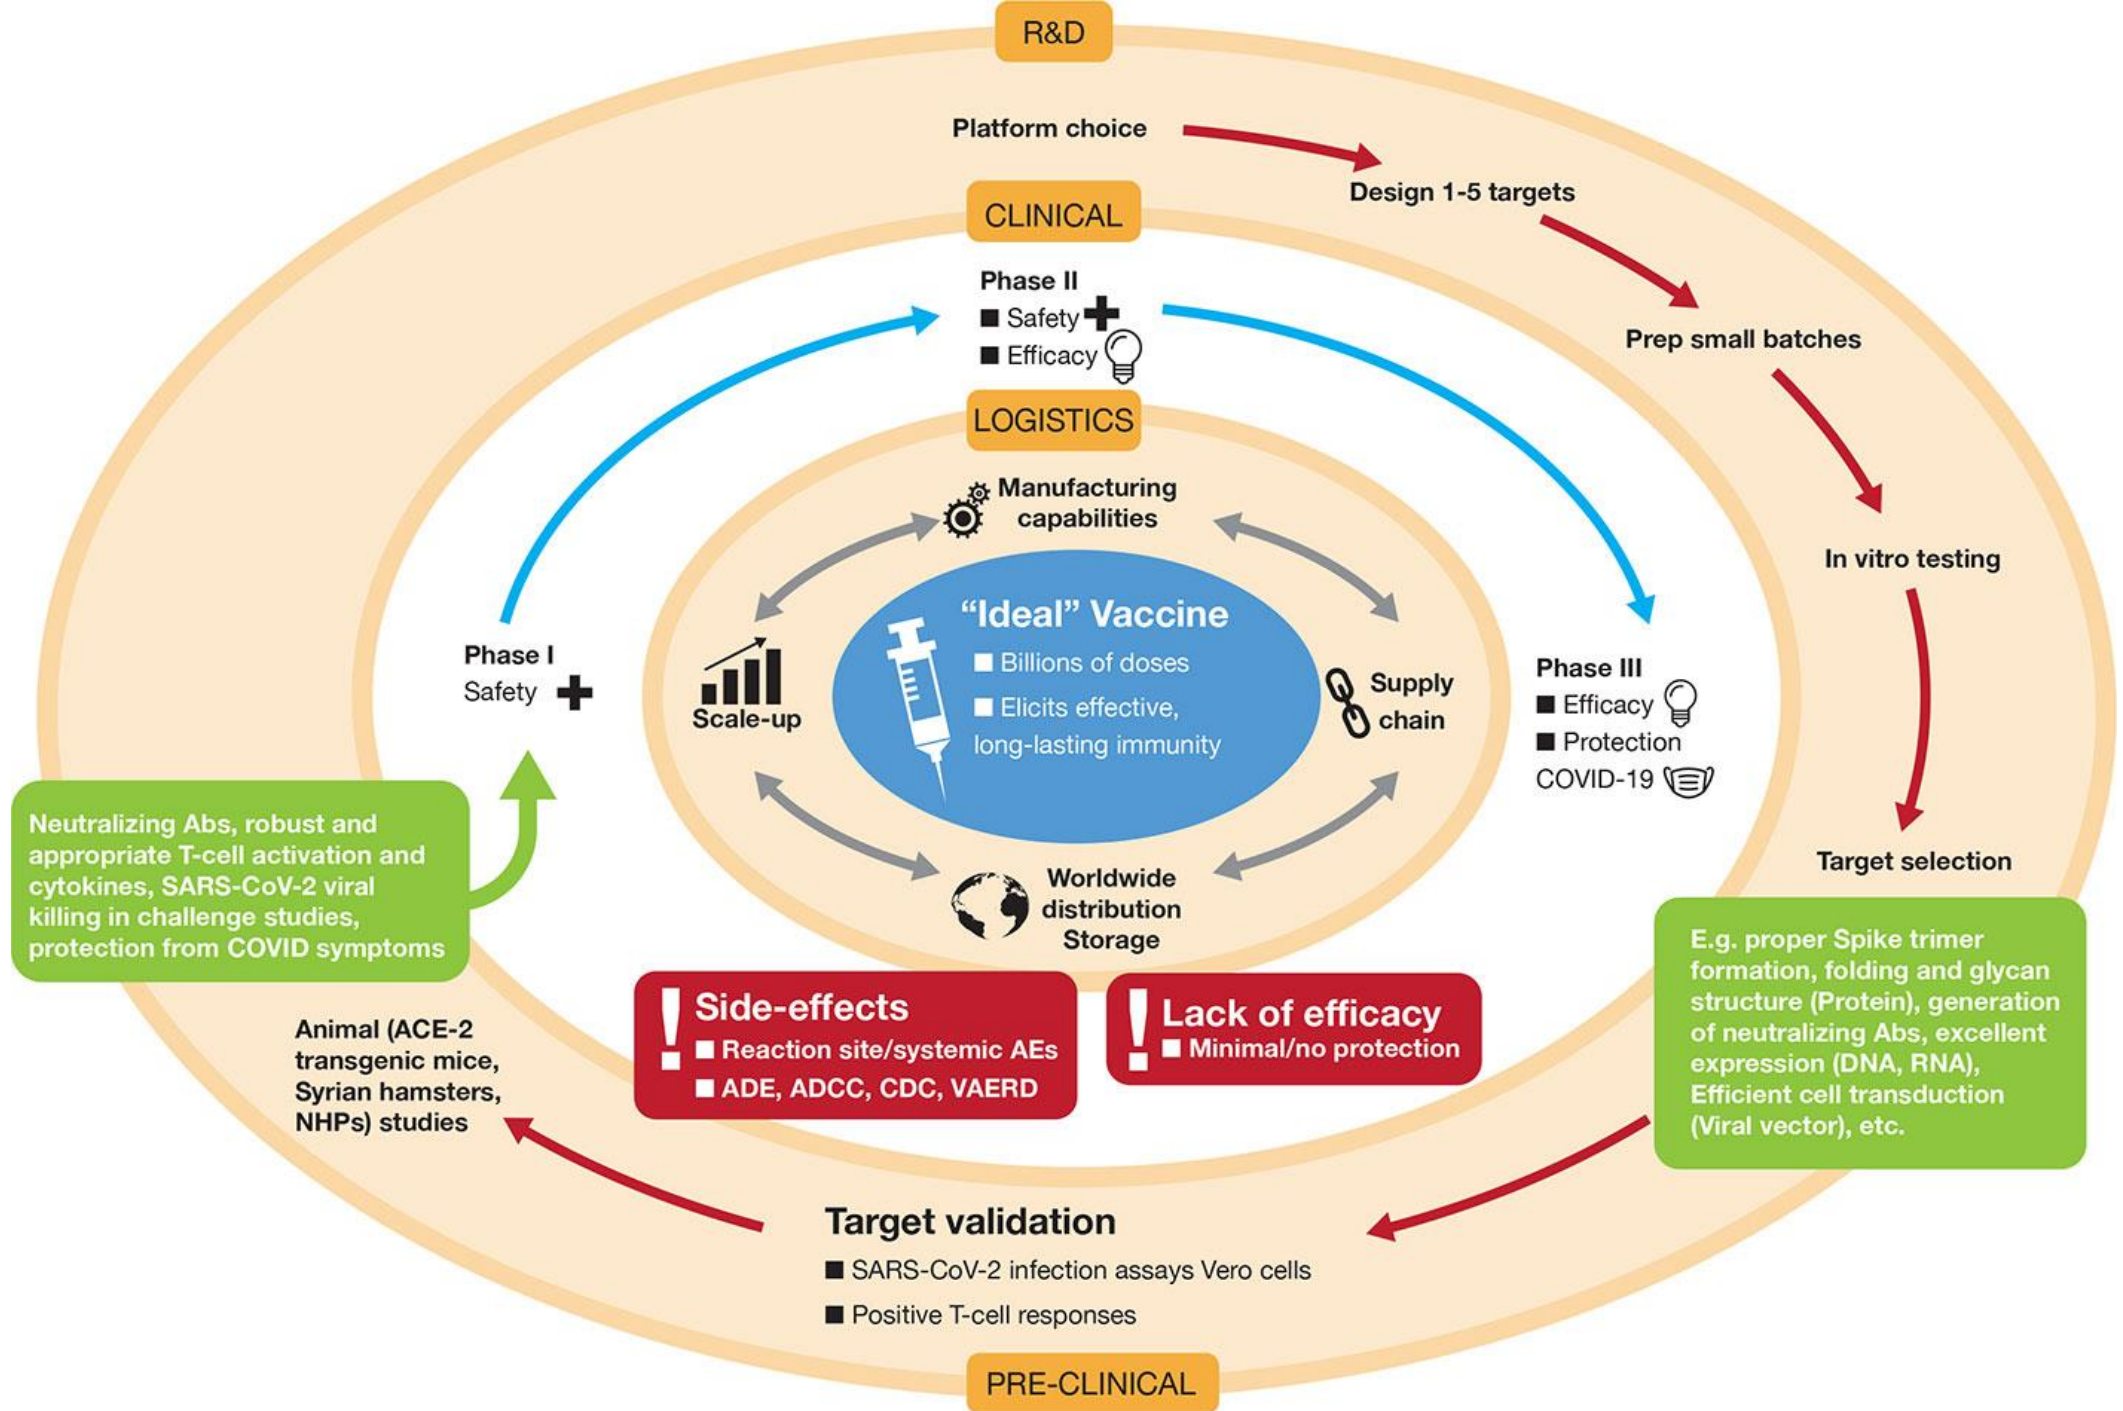 R&D
Platform choice
Design 1-5 targets
Prep small batches
In vitro testing
Target selection
E.g. proper Spike trimer
formation, folding and glycan
structure (Protein), generation
of neutralizing Abs, excellent
expression (DNA, RNA),
Efficient cell transduction
(Viral vector), etc.
Target validation
SARS-CoV-2 infection assays Vero cells
Positive T-cell responses
PRE-CLINICAL
Animal (ACE-2
transgenic mice,
Syrian hamsters,
NHPs) studies
Neutralizing Abs, robust and
appropriate T-cell activation and
cytokines, SARS-CoV-2 viral
killing in challenge studies,
protection from COVID symptoms
CLINICAL
Phase I
Safety
Phase II
Safety
Efficacy
Phase III
Efficacy
Protection
COVID-19
LOGISTICS
Manufacturing
capabilities
Supply
chain
Worldwide
distribution
Storage
Scale-up
“Ideal” Vaccine
Billions of doses
Elicits effective,
long-lasting immunity
! Side-effects
Reaction site/systemic AEs
ADE, ADCC, CDC, VAERD
! Lack of efficacy
Minimal/no protection